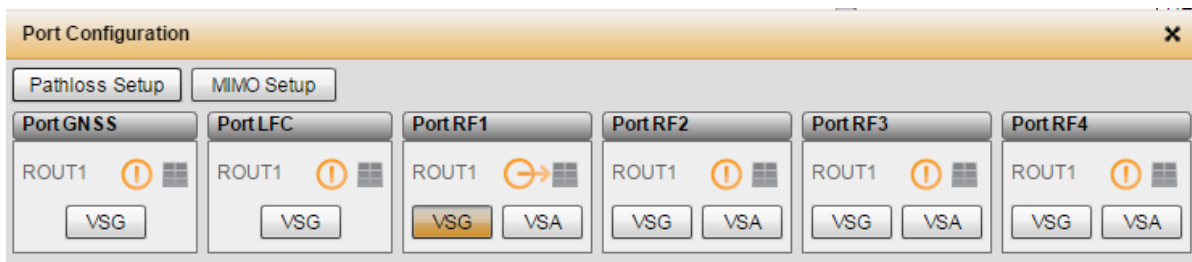 Port Configuration
Pathloss Setup MIMO Setup
Port GNSS Port LFC Port RF1 Port RF2 Port RF3 Port RF4
ROUT1 ROUT1 ROUT1 ROUT1 ROUT1 ROUT1
VSG VSG VSG VSA VSG VSA VSG VSA VSG VSA